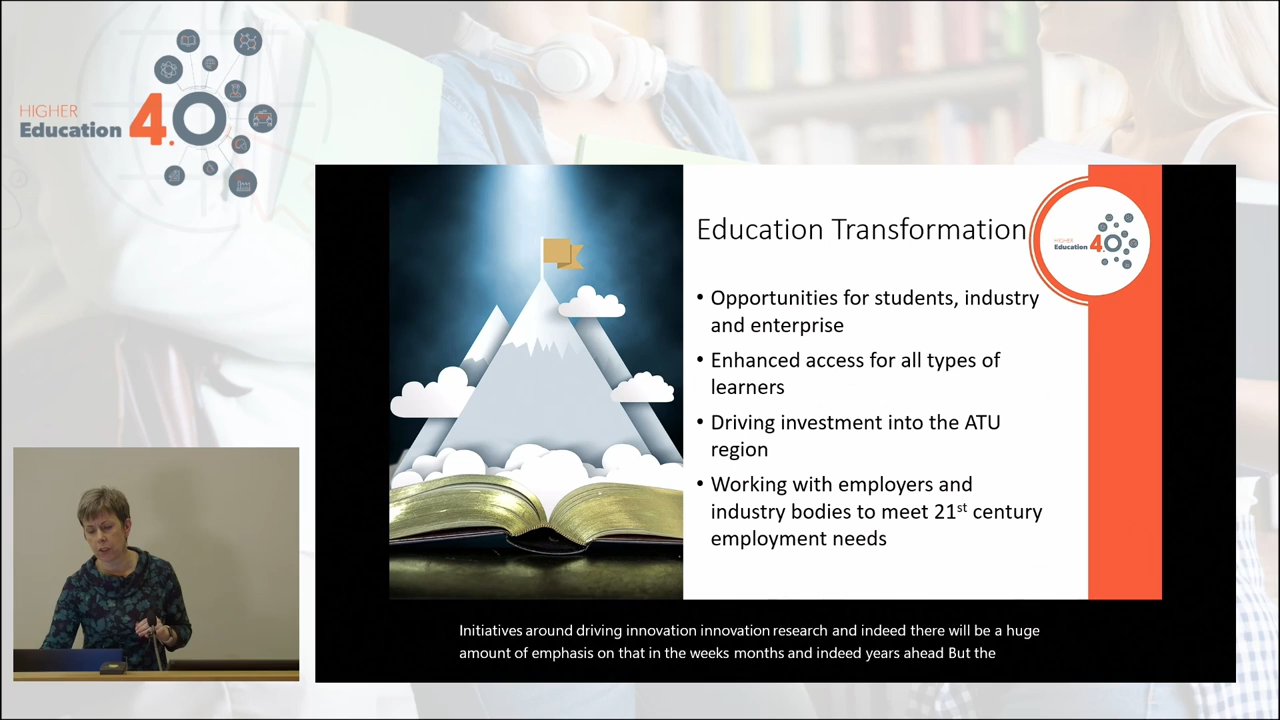 HIGHER
Education 4.0
Education Transformation
HIGHER
Education 4.0
• Opportunities for students, industry
and enterprise
• Enhanced access for all types of
learners
• Driving investment into the ATU
region
• Working with employers and
industry bodies to meet 21st century
employment needs
Initiatives around driving innovation innovation research and indeed there will be a huge
amount of emphasis on that in the weeks months and indeed years ahead But the